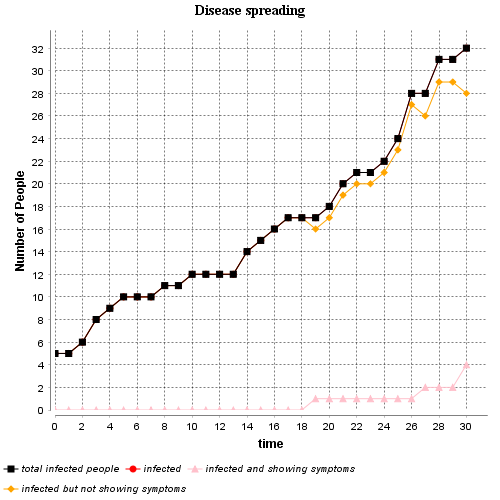 Disease spreading
32
30
28
26
24
22
20
18
16
14
12
10
8
6
4
2
0
Number of People
0 2 4 6 8 10 12 14 16 18 20 22 24 26 28 30
time
total infected people infected infected and showing symptoms
infected but not showing symptoms